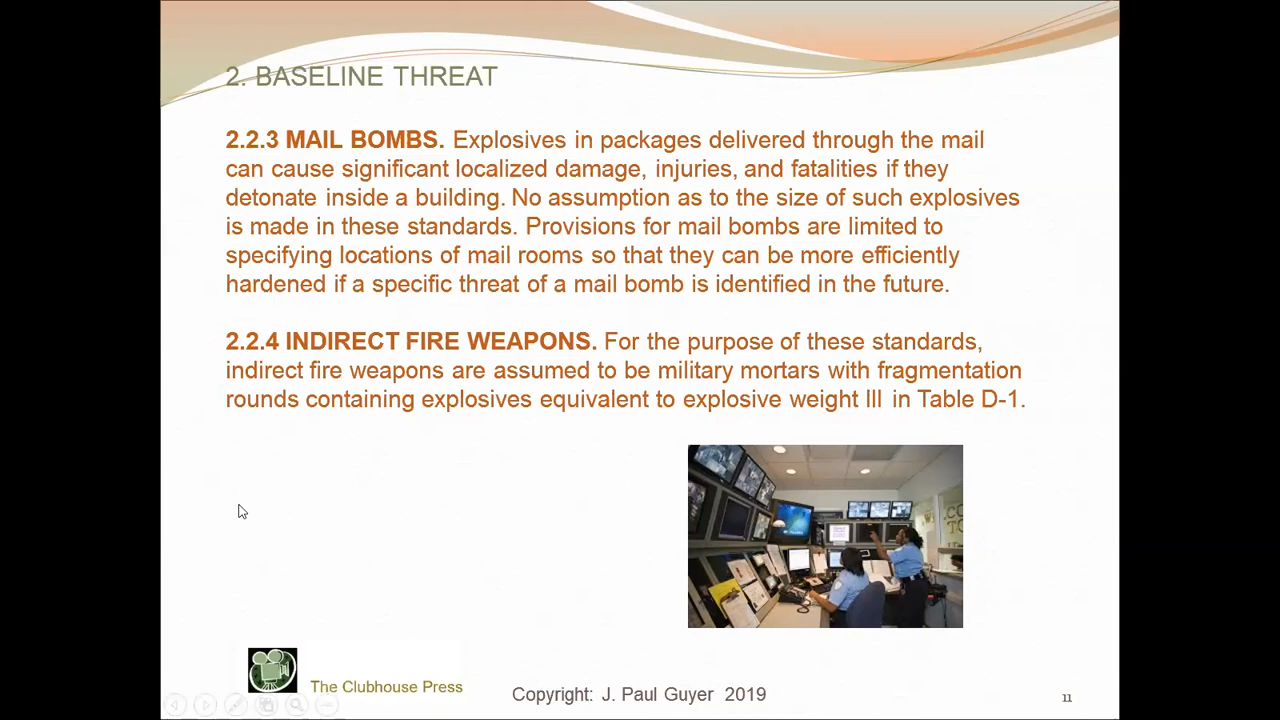 2. BASELINE THREAT
2.2.3 MAIL BOMBS. Explosives in packages delivered through the mail
can cause significant localized damage, injuries, and fatalities if they
detonate inside a building. No assumption as to the size of such explosives
is made in these standards. Provisions for mail bombs are limited to
specifying locations of mail rooms so that they can be more efficiently
hardened if a specific threat of a mail bomb is identified in the future.
2.2.4 INDIRECT FIRE WEAPONS. For the purpose of these standards,
indirect fire weapons are assumed to be military mortars with fragmentation
rounds containing explosives equivalent to explosive weight III in Table D-1.
The Clubhouse Press
Copyright: J. Paul Guyer 2019
11